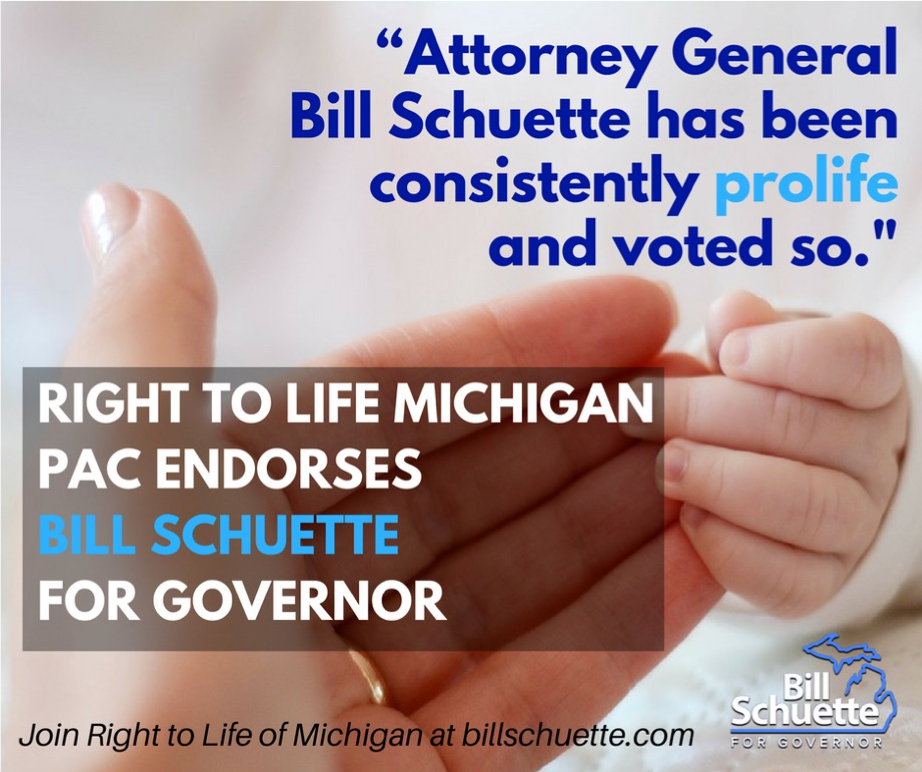 “Attorney General
Bill Schuette has been
consistently prolife
and voted so."
RIGHT TO LIFE MICHIGAN
PAC ENDORSES
BILL SCHUETTE
FOR GOVERNOR
Join Right to Life of Michigan at billschuette.com
Bill
Schuette
FOR GOVERNOR